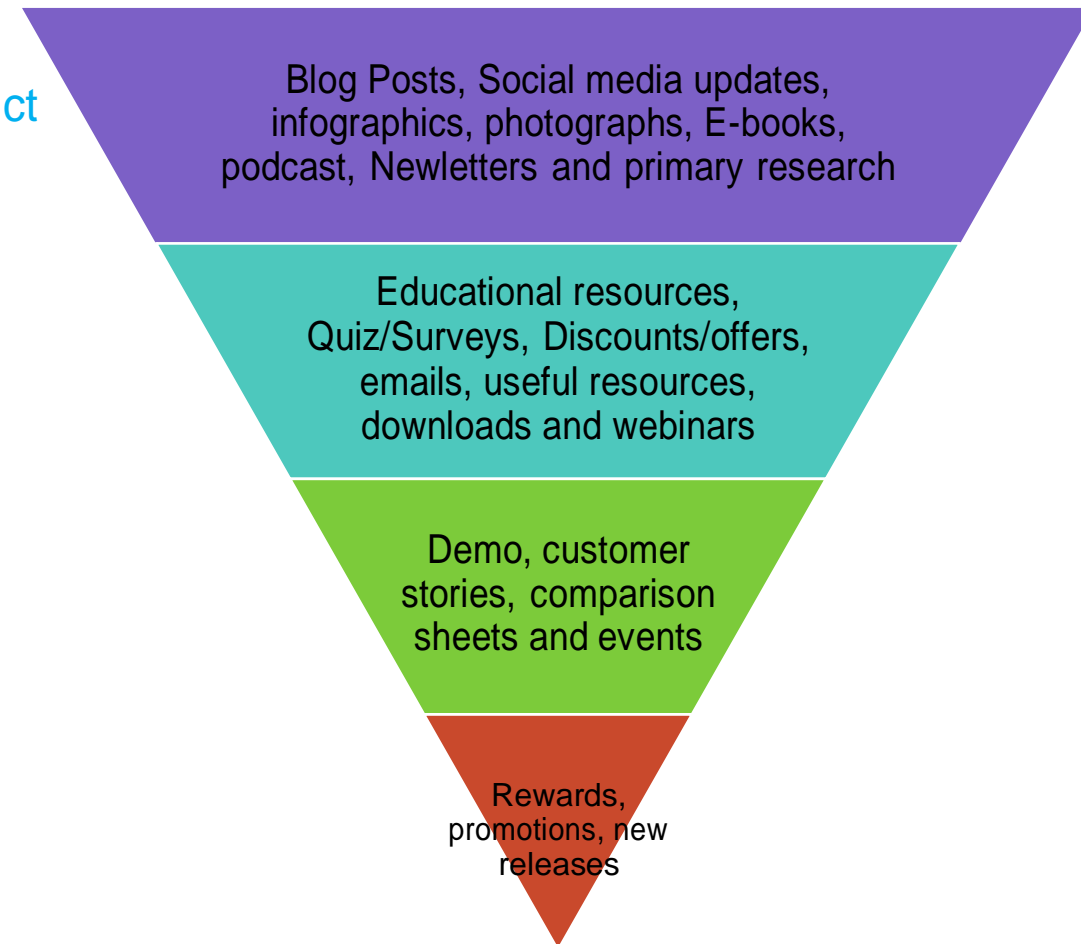 ct
Blog Posts, Social media updates,
infographics, photographs, E-books,
podcast, Newletters and primary research
Educational resources,
Quiz/Surveys, Discounts/offers,
emails, useful resources,
downloads and webinars
Demo, customer
stories, comparison
sheets and events
Rewards,
promotions, new
releases